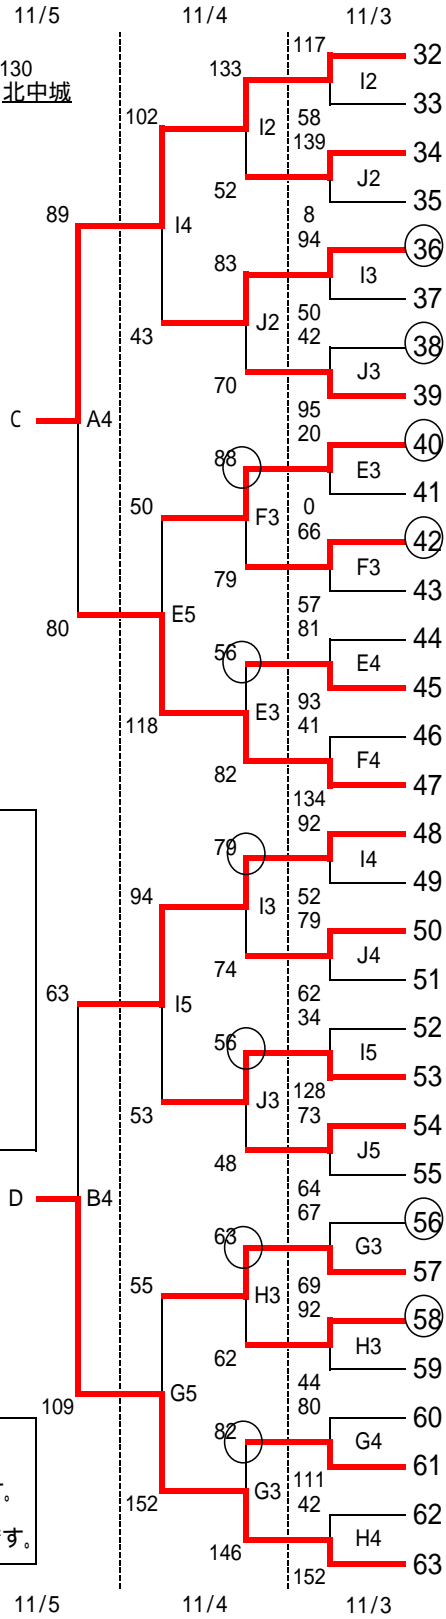 11/5 11/4 11/3
130
北中城
117
133 32
I2
102 I2 58 33
139 34
52 J2
8 35
89 I4 94 36
83 I3
50 37
43 J2 42 38
70 J3
95 39
C A4 20 40
88 E3
50 F3 0 41
66 42
79 F3
57 43
80 E5 81 44
56 E4
93 45
118 E3 41 46
82 F4
134 47
92 48
79 I4
94 I3 52 49
79 50
74 J4
62 51
63 I5 34 52
56 I5
128 53
53 J3 73 54
48 J5
64 55
D B4 67 56
63 G3
55 H3 69 57
92 58
62 H3
44 59
109 G5 80 60
82 G4
111 61
152 G3 42 62
146 H4
152 63
。
す。
11/5 11/4 11/3